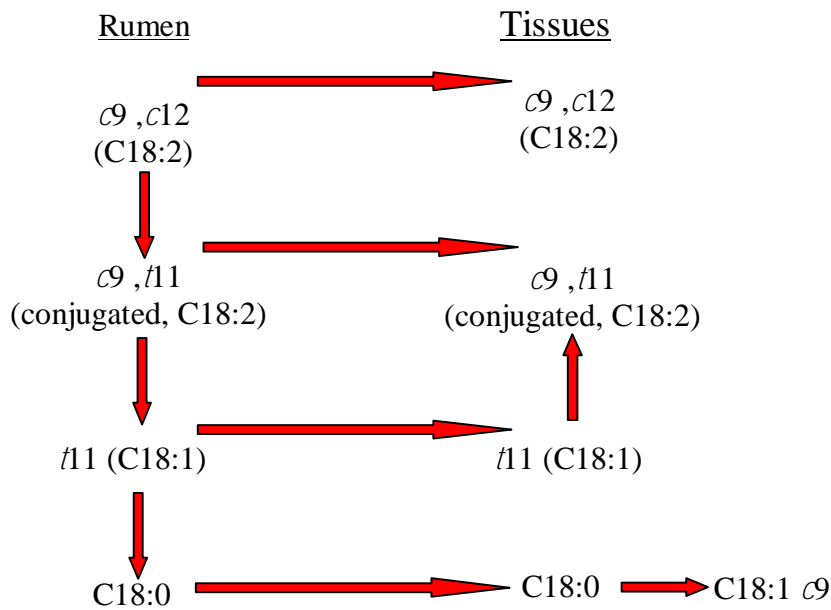 Rumen
Tissues
c9 ,c12
(C18:2)
c9 ,c12
(C18:2)
c9 ,t11
(conjugated, C18:2)
c9 ,t11
(conjugated, C18:2)
t11 (C18:1)
t11 (C18:1)
C18:0
C18:0
C18:1 c9